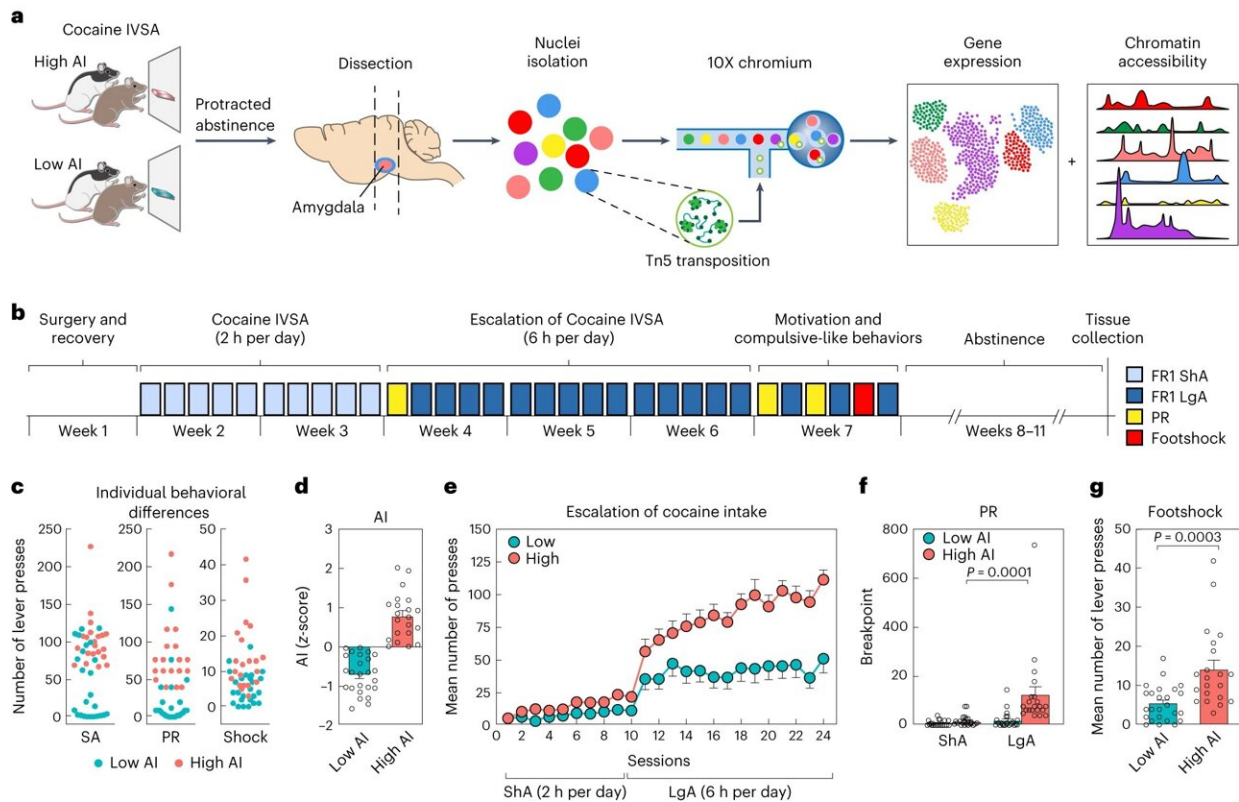 a
Cocaine IVSA
High AI
Low AI
Protracted
abstinence
Dissection
Amygdala
Nuclei
isolation
10X chromium
Tn5 transposition
Gene
expression
+
Chromatin
accessibility
b
Surgery and
recovery
Cocaine IVSA
(2 h per day)
Escalation of Cocaine IVSA
(6 h per day)
Motivation and
compulsive-like behaviors
Abstinence
Tissue
collection
FR1 ShA
FR1 LgA
PR
Footshock
Week 1
Week 2
Week 3
Week 4
Week 5
Week 6
Week 7
Weeks 8–11
c
Individual behavioral
differences
Number of lever presses
250
200
150
100
50
0
250
200
150
100
50
0
50
40
30
20
10
0
SA
PR
Shock
Low AI
High AI
d
AI
AI (z-score)
3
2
1
0
−1
−2
Low AI
High AI
e
Escalation of cocaine intake
Low
High
Mean number of presses
150
125
100
75
50
25
0
0 2 4 6 8 10 12 14 16 18 20 22 24
Sessions
ShA (2 h per day)
LgA (6 h per day)
f
PR
Low AI
High AI
P = 0.0001
Breakpoint
800
600
400
200
0
ShA
LgA
g
Footshock
P = 0.0003
Mean number of lever presses
50
40
30
20
10
0
Low AI
High AI